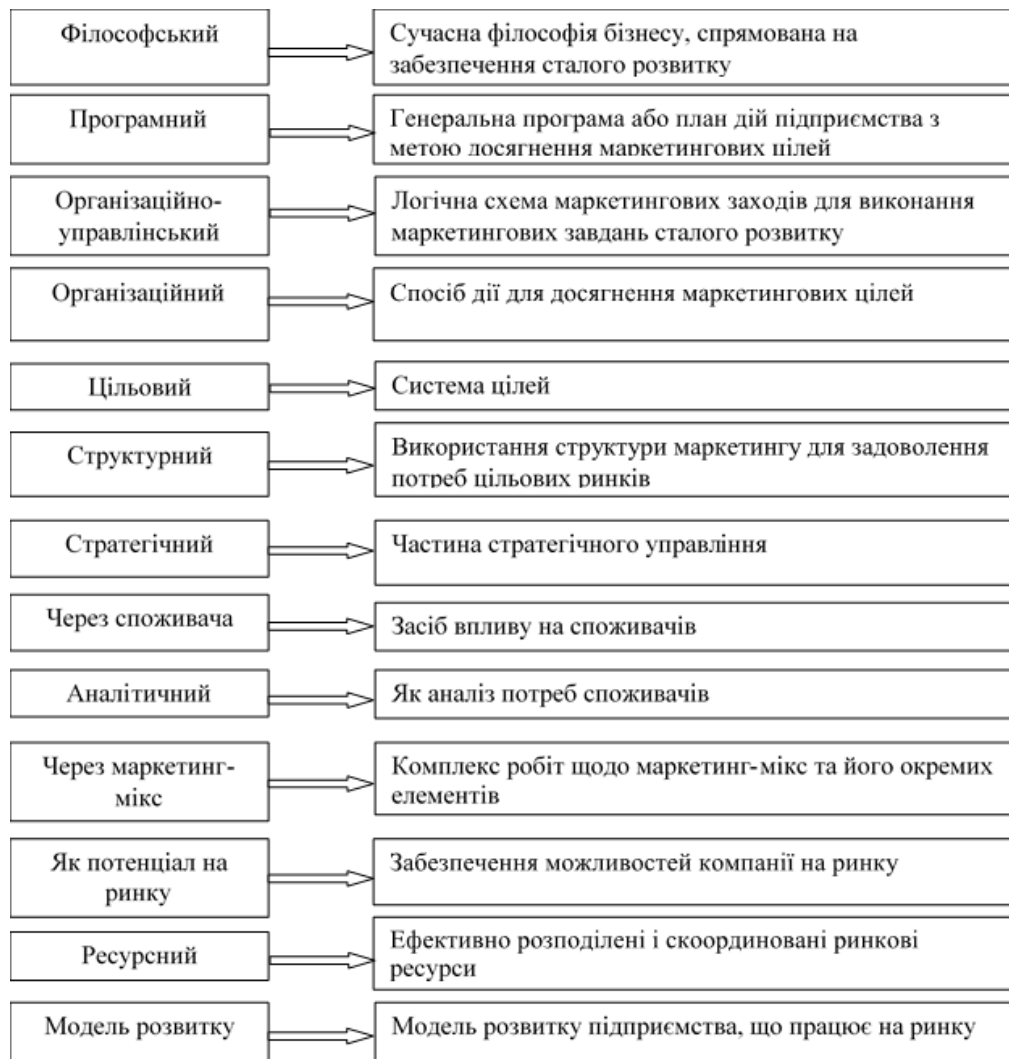 Філософський
Сучасна філософія бізнесу, спрямована на
забезпечення сталого розвитку
Програмний
Генеральна програма або план дій підприємства з
метою досягнення маркетингових цілей
Організаційно-
управлінський
Логічна схема маркетингових заходів для виконання
маркетингових завдань сталого розвитку
Організаційний
Спосіб дії для досягнення маркетингових цілей
Цільовий
Система цілей
Структурний
Використання структури маркетингу для задоволення
потреб цільових ринків
Стратегічний
Частина стратегічного управління
Через споживача
Засіб впливу на споживачів
Аналітичний
Як аналіз потреб споживачів
Через маркетинг-
мікс
Комплекс робіт щодо маркетинг-мікс та його окремих
елементів
Як потенціал на
ринку
Забезпечення можливостей компанії на ринку
Ресурсний
Ефективно розподілені і скоординовані ринкові
ресурси
Модель розвитку
Модель розвитку підприємства, що працює на ринку